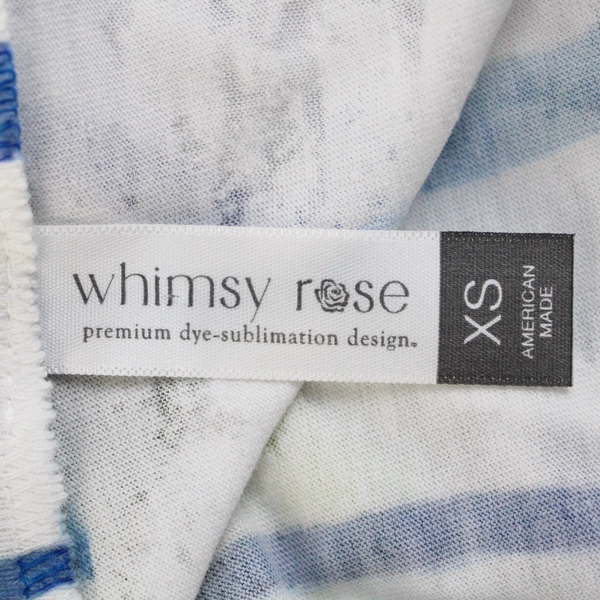 whimsy rose
premium dye-sublimation design.
XS
AMERICAN
MADE